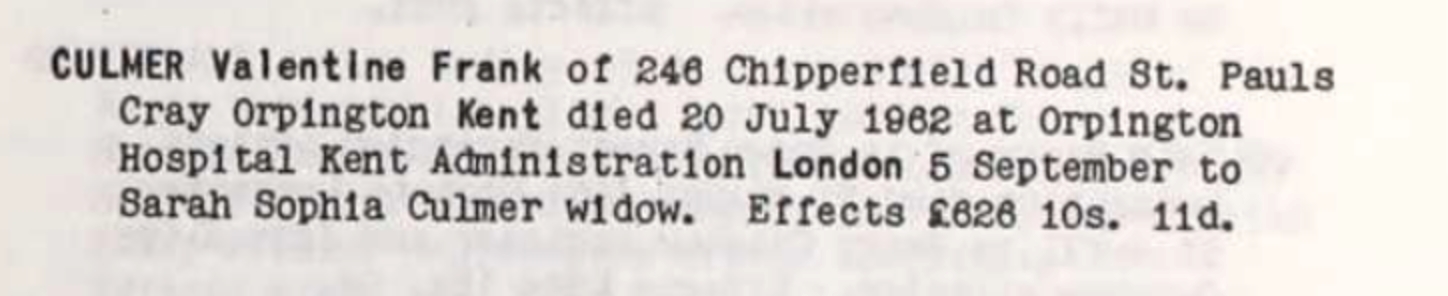 CULMER Valentine Frank of 246 Chipperfield Road St. Pauls
Cray Orpington Kent died 20 July 1962 at Orpington
Hospital Kent Administration London 5 September to
Sarah Sophia Culmer widow. Effects £626 10s. 11d.